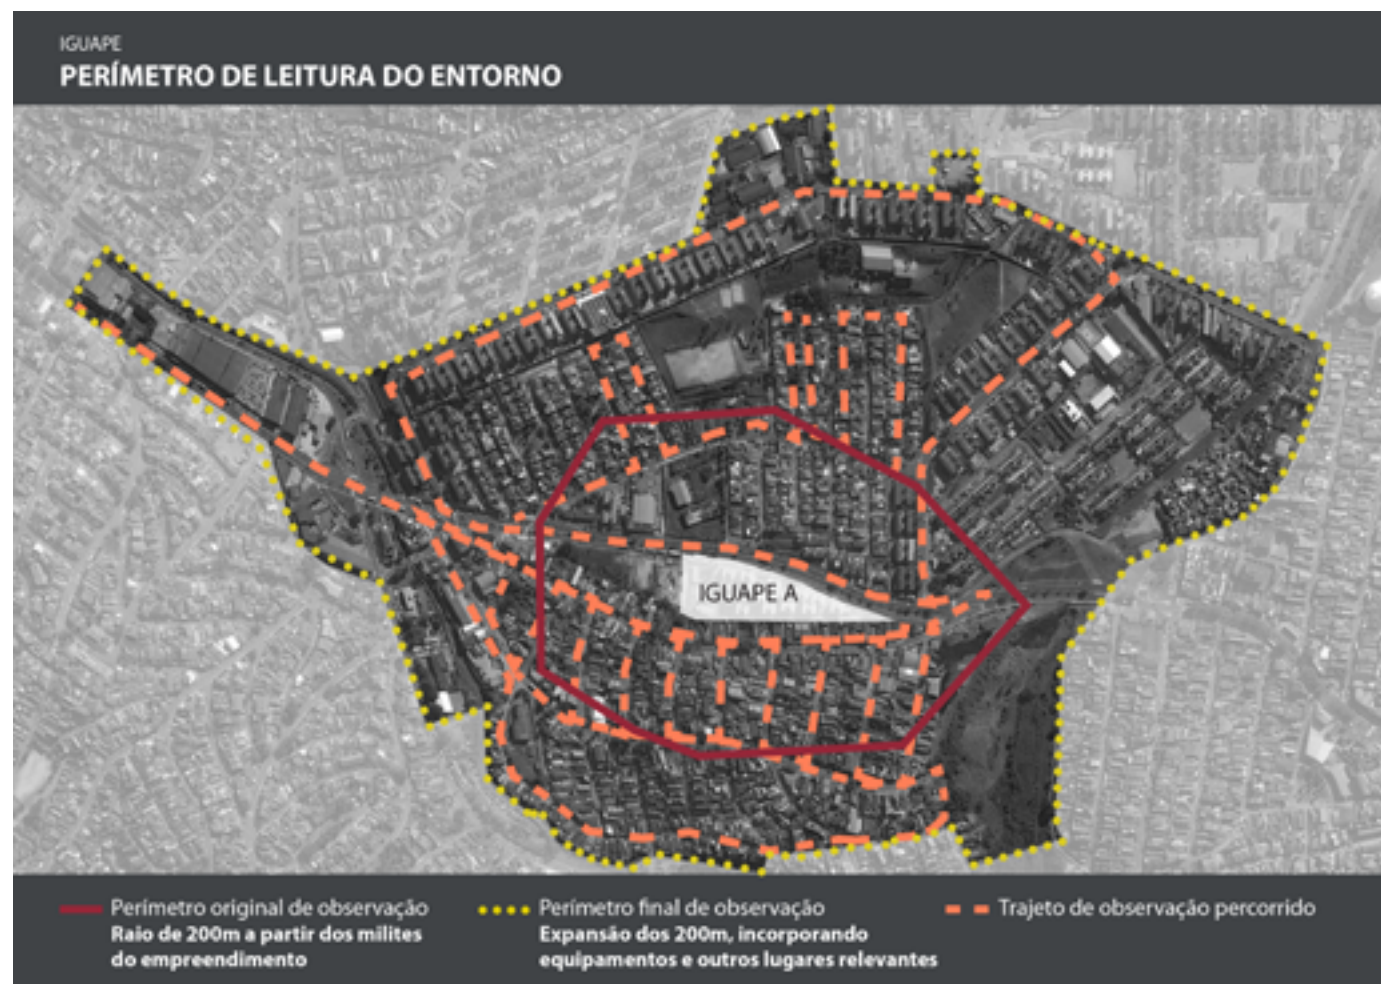 IGUAPE
PERÍMETRO DE LEITURA DO ENTORNO
IGUAPE A
Perímetro original de observação
Raio de 200m a partir dos milites
do empreendimento
Perímetro final de observação
Expansão dos 200m, incorporando
equipamentos e outros lugares relevantes
Trajeto de observação percorrido